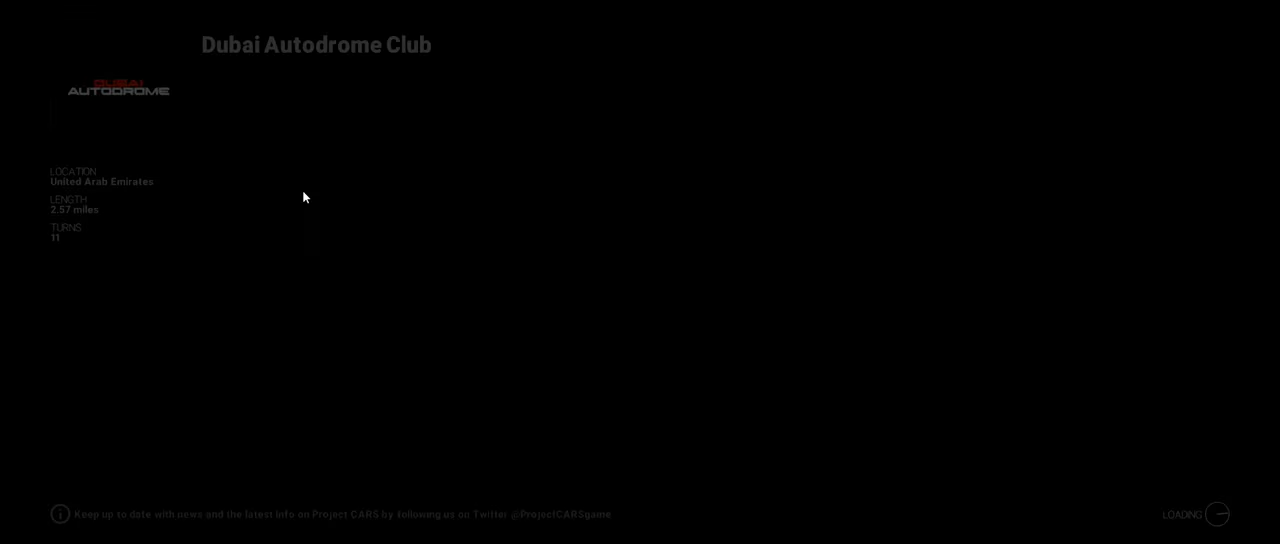 Dubai Autodrome Club
DUBAI
AUTODROME
LOCATION
United Arab Emirates
LENGTH
2.57 miles
TURNS
11
Keep up to date with news and the latest info on Project CARS by following us on Twitter @ProjectCARSgame
LOADING